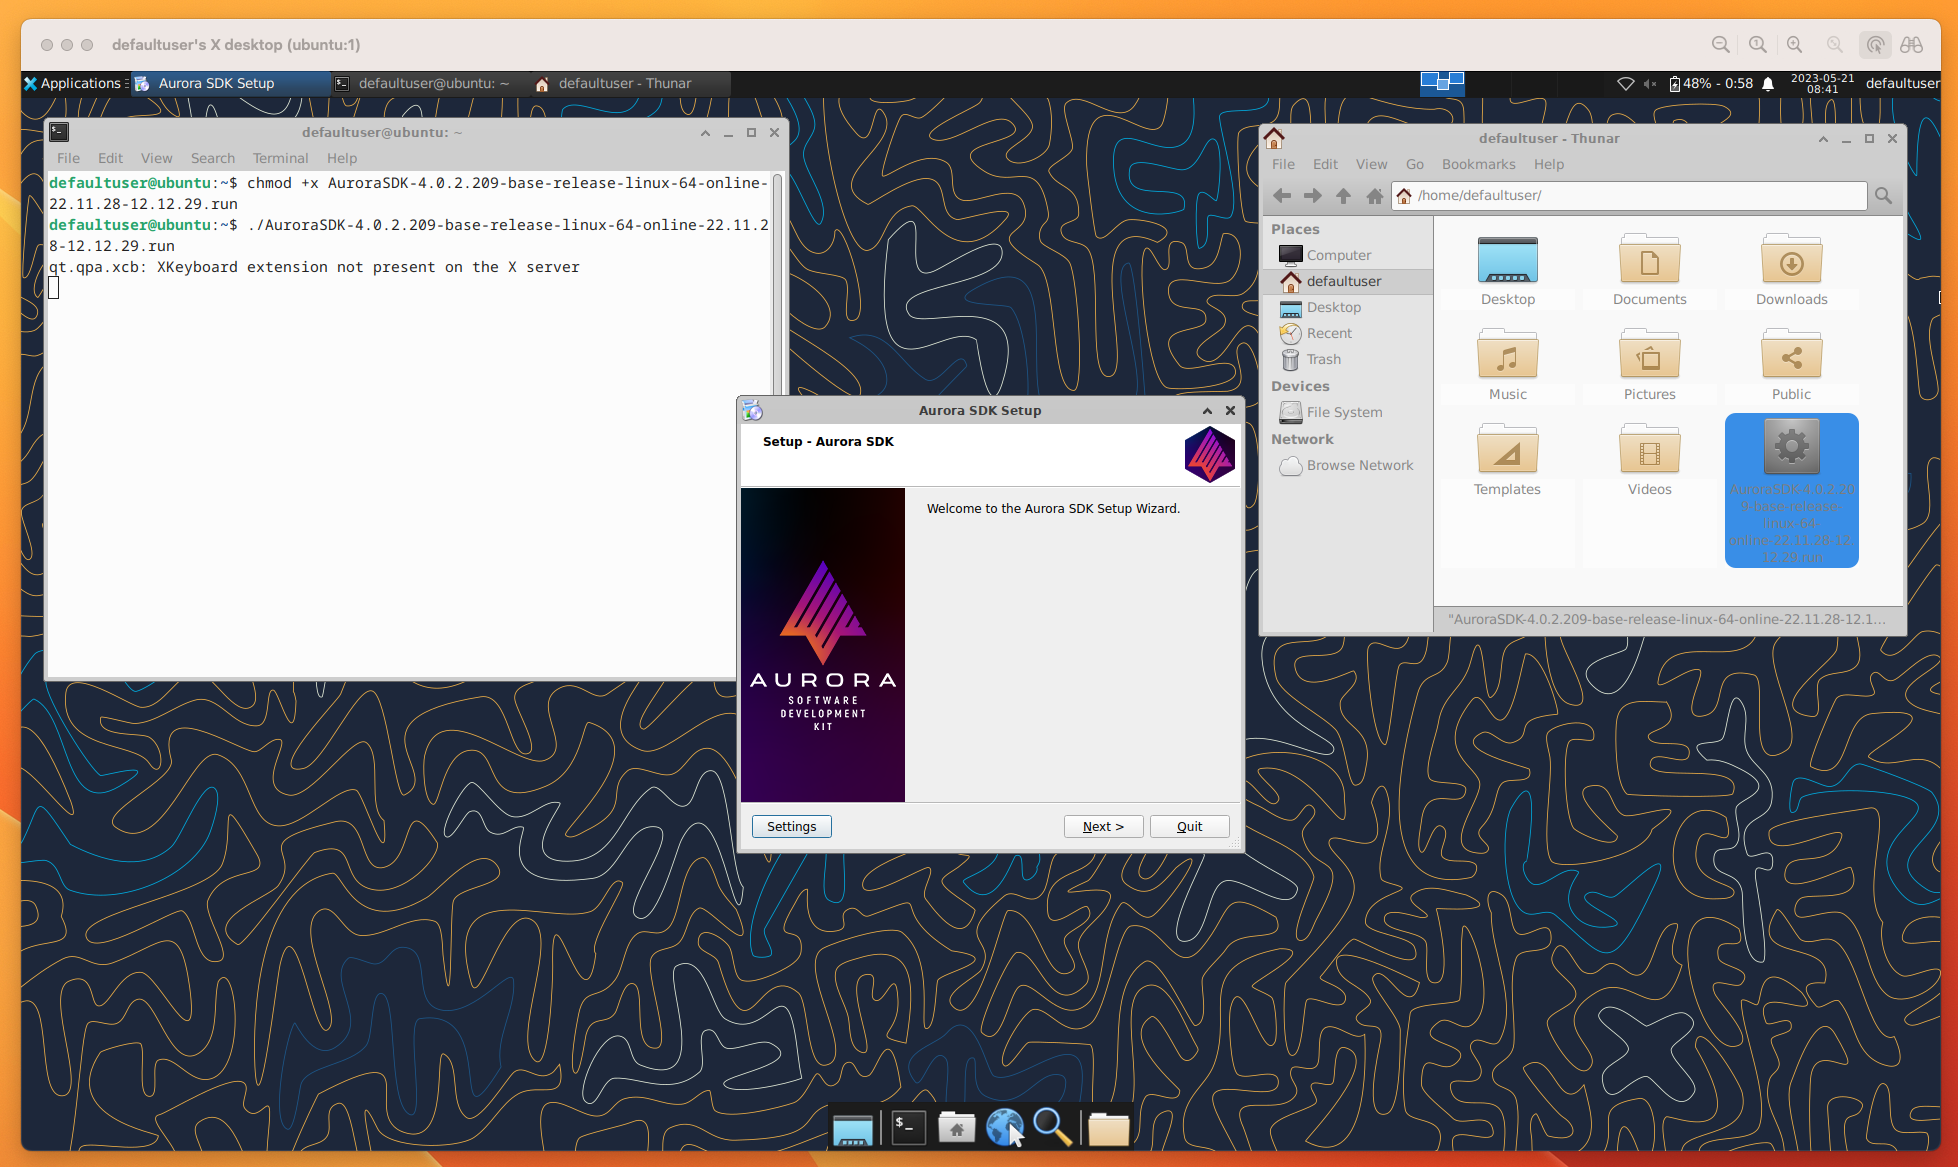 defaultuser's X desktop (ubuntu:1)
Applications
Aurora SDK Setup
defaultuser@ubuntu: ~
defaultuser - Thunar
48% - 0:58
2023-05-21
08:41
defaultuser
defaultuser@ubuntu: ~
File Edit View Search Terminal Help
defaultuser@ubuntu:~$ chmod +x AuroraSDK-4.0.2.209-base-release-linux-64-online-
22.11.28-12.12.29.run
defaultuser@ubuntu:~$ ./AuroraSDK-4.0.2.209-base-release-linux-64-online-22.11.2
8-12.12.29.run
qt.qpa.xcb: XKeyboard extension not present on the X server
defaultuser - Thunar
File Edit View Go Bookmarks Help
/home/defaultuser/
Places
Computer
defaultuser
Desktop
Recent
Trash
Devices
File System
Network
Browse Network
Desktop
Documents
Downloads
Music
Pictures
Public
Templates
Videos
AuroraSDK-4.0.2.20
9-base-release-
linux-64-
online-22.11.28-12.
12.29.run
"AuroraSDK-4.0.2.209-base-release-linux-64-online-22.11.28-12.1...
Aurora SDK Setup
Setup - Aurora SDK
Welcome to the Aurora SDK Setup Wizard.
AURORA
SOFTWARE
DEVELOPMENT
KIT
Settings
Next >
Quit